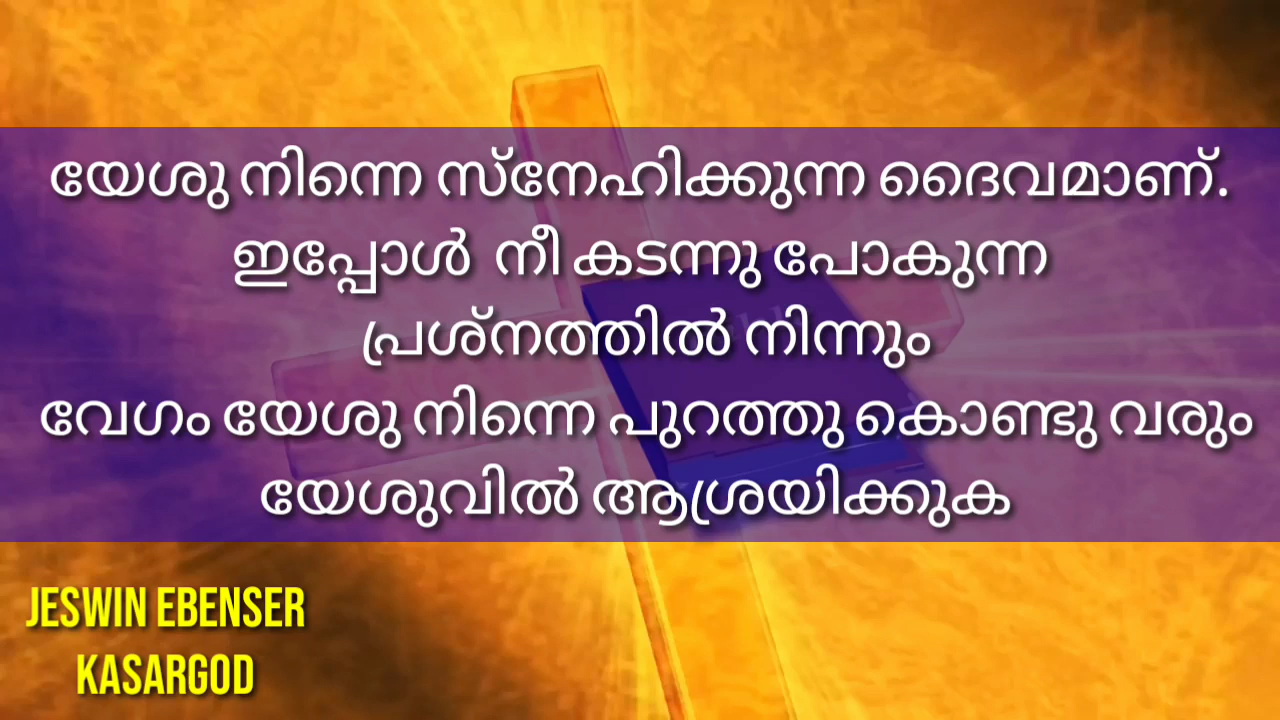 യേശു നിന്നെ സ്നേഹിക്കുന്ന ദൈവമാണ്.
ഇപ്പോൾ നീ കടന്നു പോകുന്ന
പ്രശ്നത്തിൽ നിന്നും
വേഗം യേശു നിന്നെ പുറത്തു കൊണ്ടു വരും
യേശുവിൽ ആശ്രയിക്കുക
JESWIN EBENSER
KASARGOD